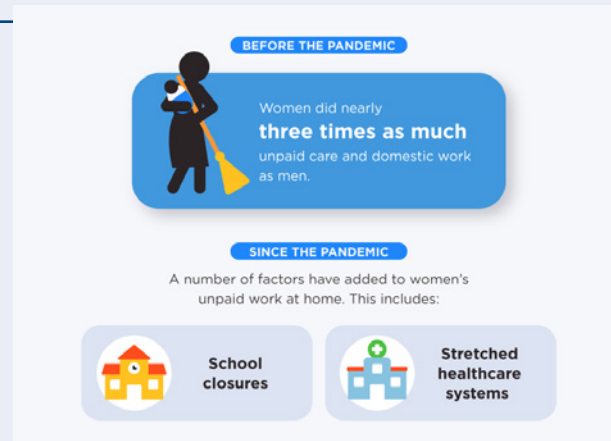 BEFORE THE PANDEMIC
Women did nearly
three times as much
unpaid care and domestic work
as men.
SINCE THE PANDEMIC
A number of factors have added to women's
unpaid work at home. This includes:
School
closures
Stretched
healthcare
systems